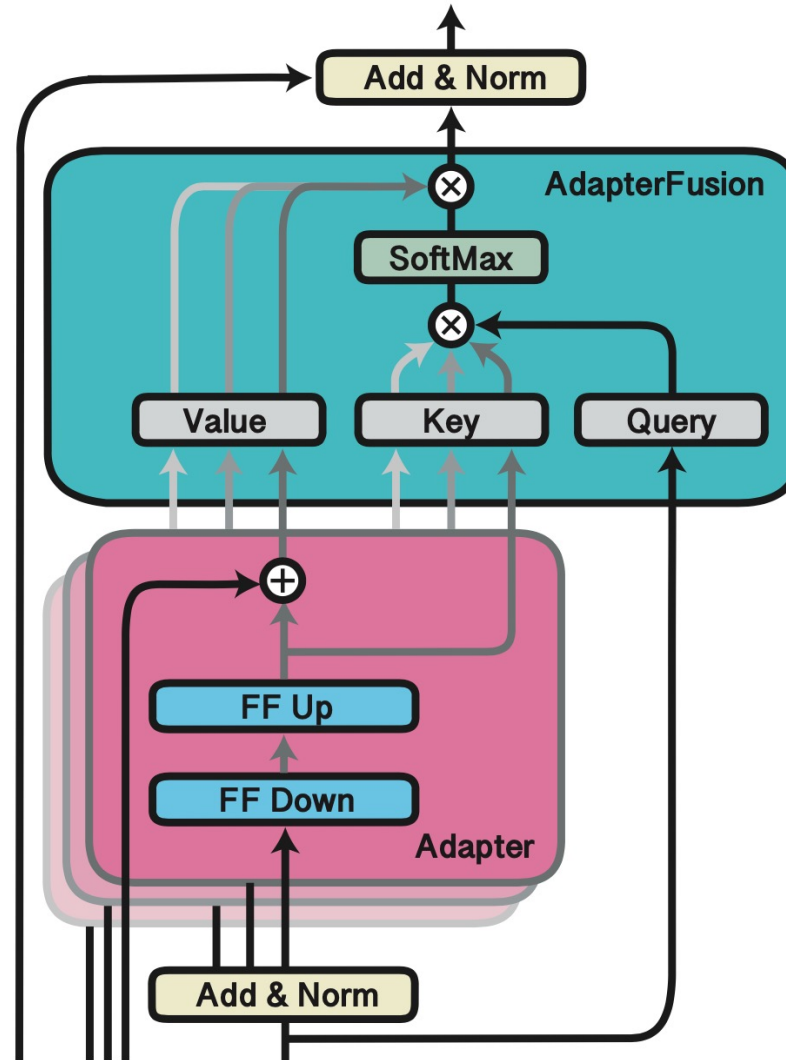 Add & Norm
AdapterFusion
SoftMax
Value
Key
Query
FF Up
FF Down
Adapter
Add & Norm